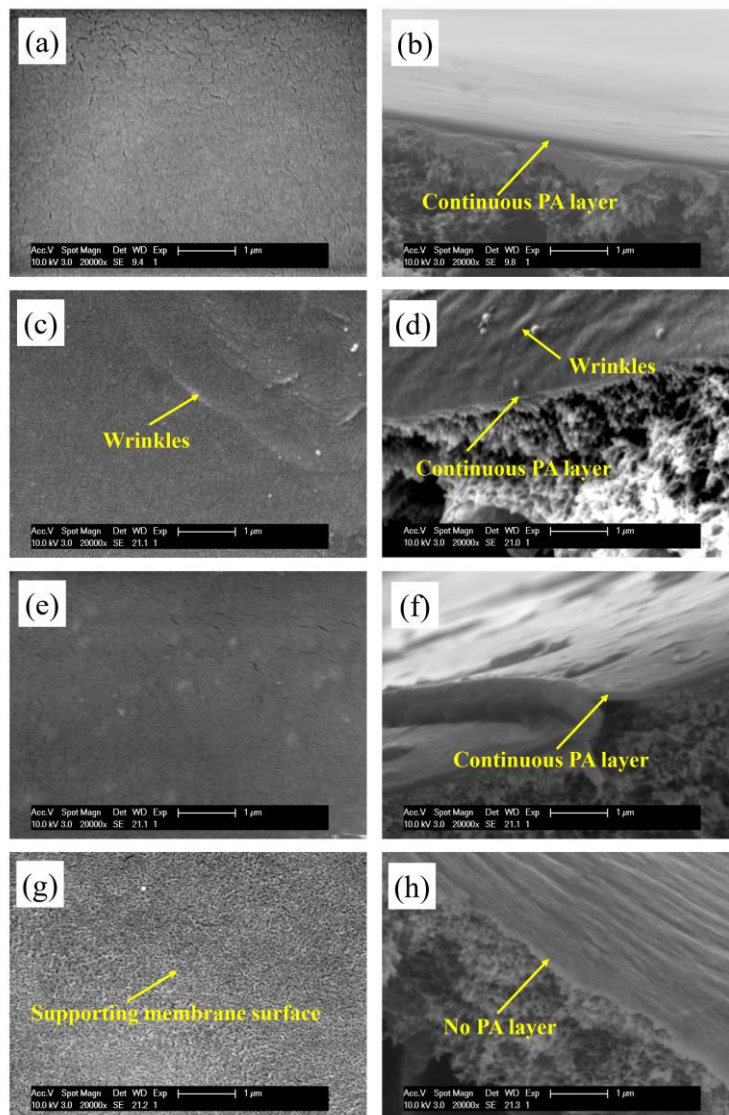 (a)
Acc.V Spot Magn Det WD Exp 1 µm
10.0 kV 3.0 20000x SE 9.4 1
(b)
Continuous PA layer
Acc.V Spot Magn Det WD Exp 1 µm
10.0 kV 3.0 20000x SE 9.8 1
(c)
Wrinkles
Acc.V Spot Magn Det WD Exp 1 µm
10.0 kV 3.0 20000x SE 21.1 1
(d)
Wrinkles
Continuous PA layer
Acc.V Spot Magn Det WD Exp 1 µm
10.0 kV 3.0 20000x SE 21.0 1
(e)
Acc.V Spot Magn Det WD Exp 1 µm
10.0 kV 3.0 20000x SE 21.1 1
(f)
Continuous PA layer
Acc.V Spot Magn Det WD Exp 1 µm
10.0 kV 3.0 20000x SE 21.1 1
(g)
Supporting membrane surface
Acc.V Spot Magn Det WD Exp 1 µm
10.0 kV 3.0 20000x SE 21.2 1
(h)
No PA layer
Acc.V Spot Magn Det WD Exp 1 µm
10.0 kV 3.0 20000x SE 21.3 1